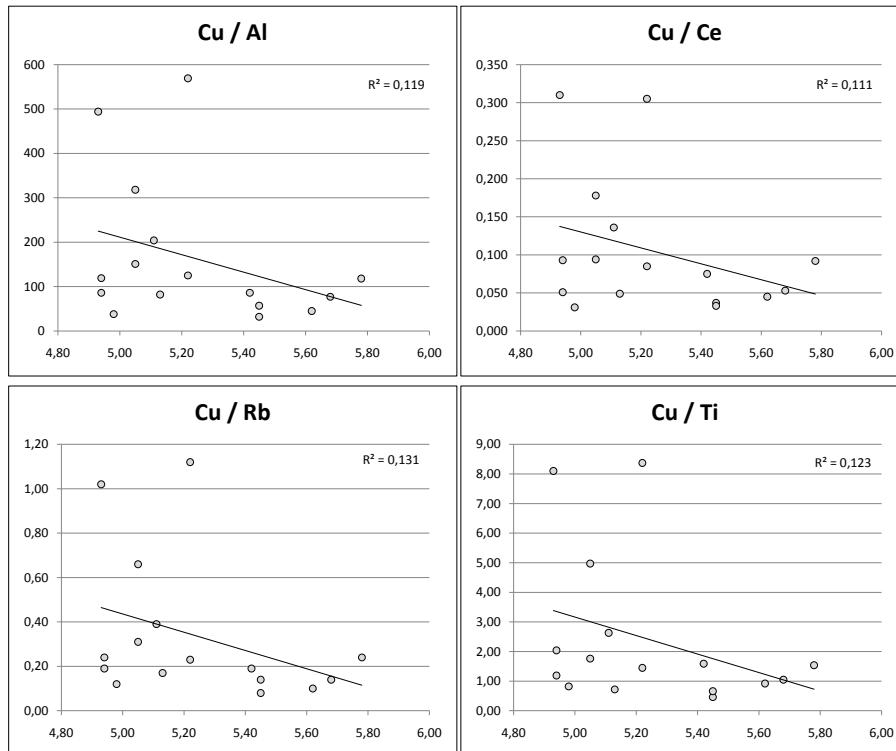 Cu / Al
R² = 0,119
600
500
400
300
200
100
0
4,80 5,00 5,20 5,40 5,60 5,80 6,00
Cu / Ce
R² = 0,111
0,350
0,300
0,250
0,200
0,150
0,100
0,050
0,000
4,80 5,00 5,20 5,40 5,60 5,80 6,00
Cu / Rb
R² = 0,131
1,20
1,00
0,80
0,60
0,40
0,20
0,00
4,80 5,00 5,20 5,40 5,60 5,80 6,00
Cu / Ti
R² = 0,123
9,00
8,00
7,00
6,00
5,00
4,00
3,00
2,00
1,00
0,00
4,80 5,00 5,20 5,40 5,60 5,80 6,00